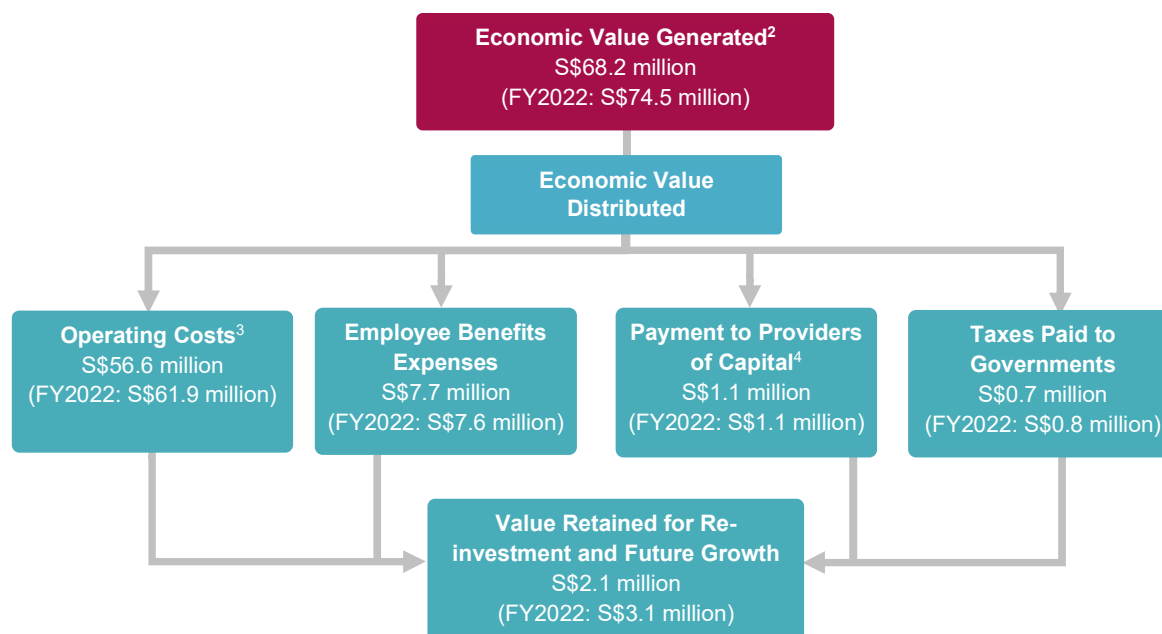 Economic Value Generated²
S$68.2 million
(FY2022: S$74.5 million)
Economic Value
Distributed
Operating Costs³
S$56.6 million
(FY2022: S$61.9 million)
Employee Benefits
Expenses
S$7.7 million
(FY2022: S$7.6 million)
Payment to Providers
of Capital⁴
S$1.1 million
(FY2022: S$1.1 million)
Taxes Paid to
Governments
S$0.7 million
(FY2022: S$0.8 million)
Value Retained for Re-
investment and Future Growth
S$2.1 million
(FY2022: S$3.1 million)